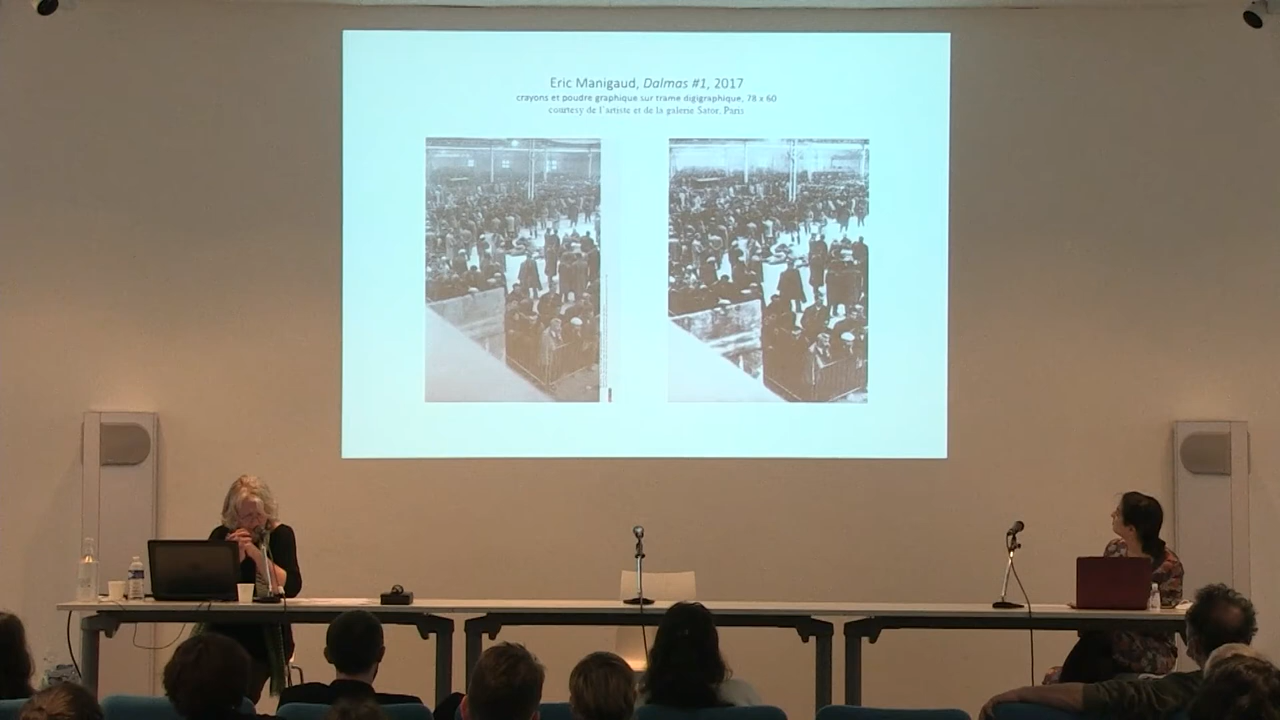 Eric Manigaud, Dalmas #1, 2017
crayons et poudre graphique sur trame digigraphique, 78 x 60
courtesy de l'artiste et de la galerie Sator, Paris